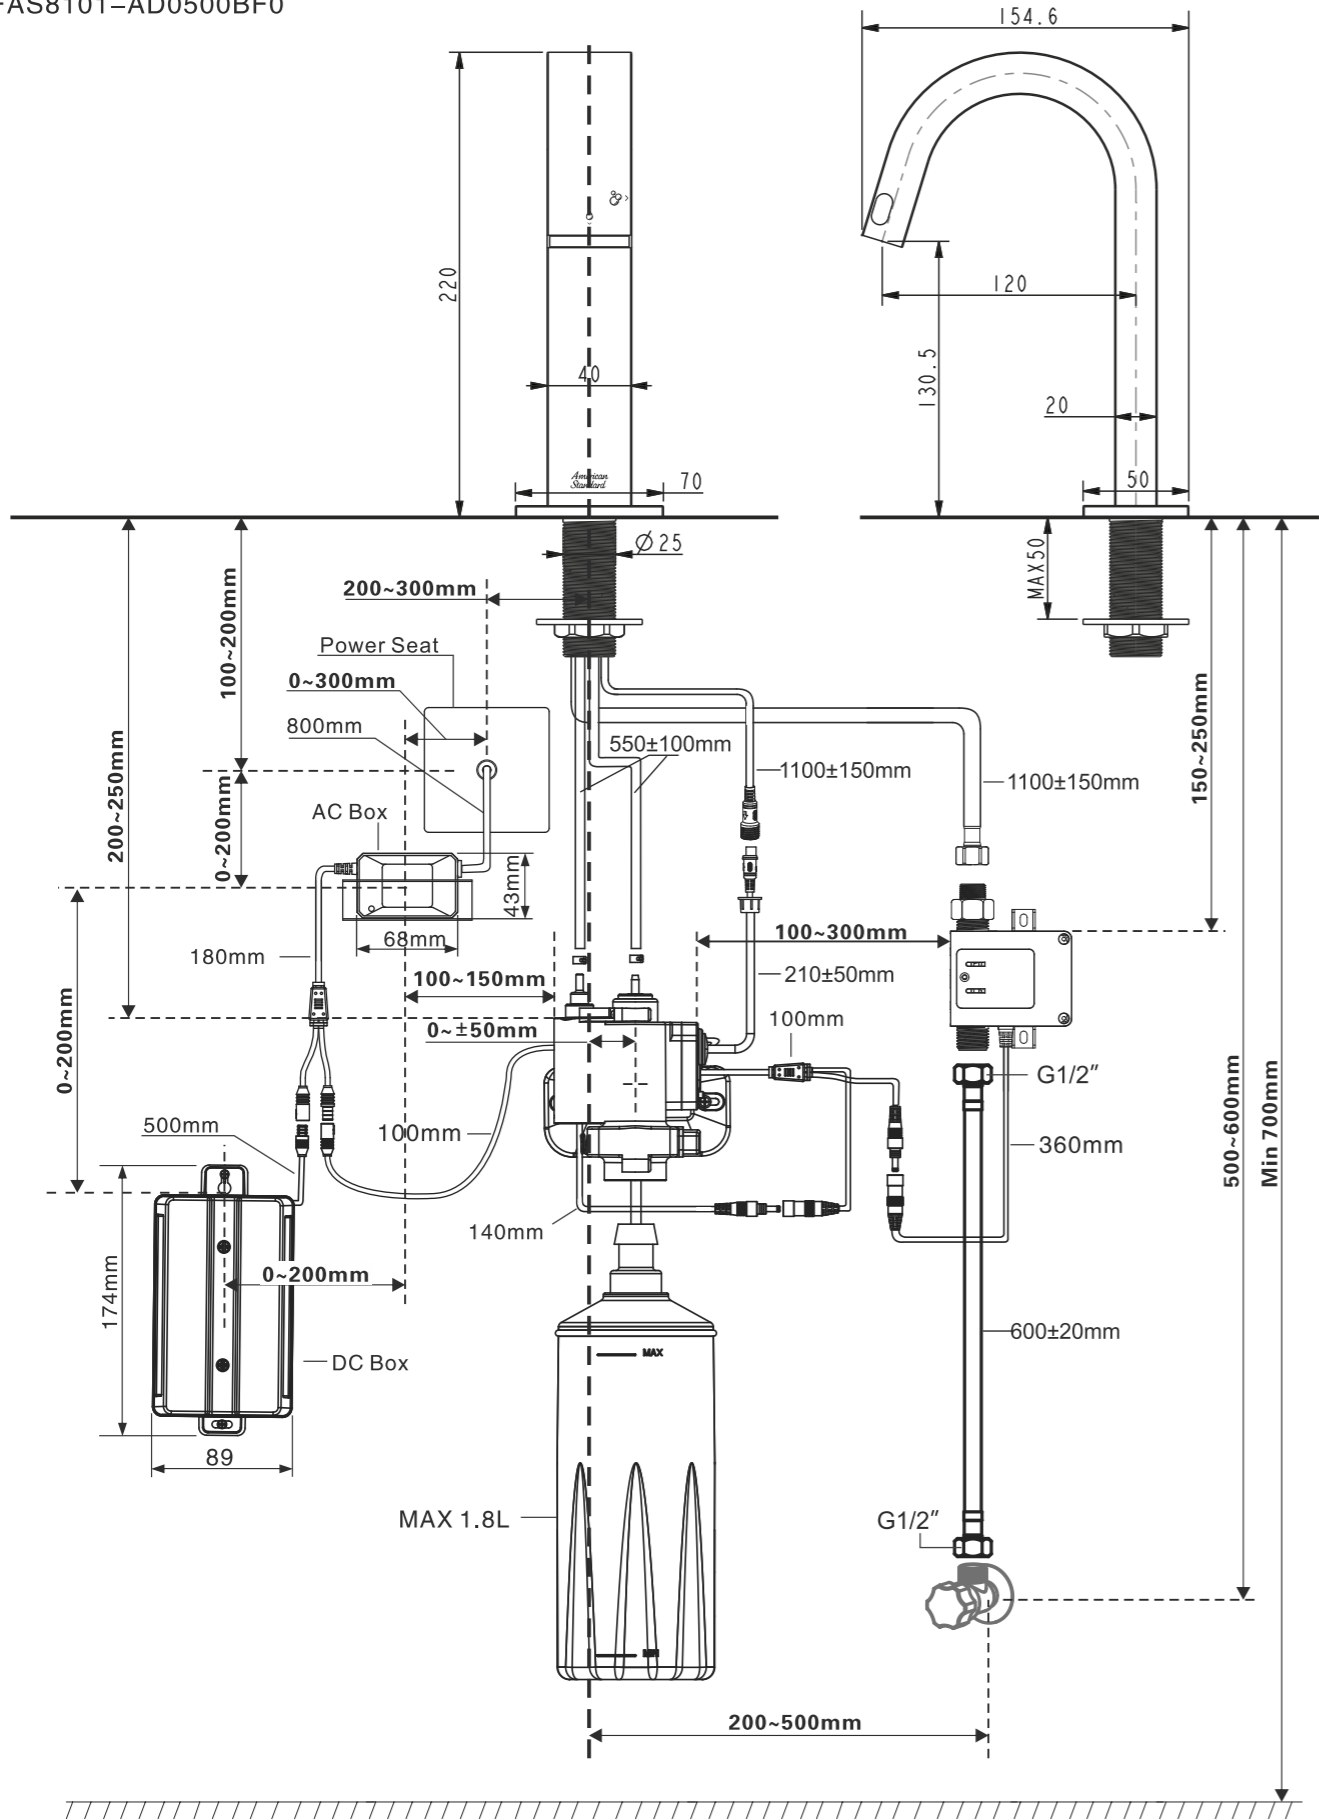 FAS8101-AD0500BF0
154.6
220
120
130.5
40
20
American
Standard
70
50
Ø25
MAX50
200~300mm
100~200mm
Power Seat
0~300mm
800mm
550±100mm
1100±150mm
1100±150mm
150~250mm
200~250mm
0~200mm
AC Box
43mm
68mm
180mm
100~150mm
100~300mm
210±50mm
0~±50mm
100mm
0~200mm
G1/2"
500~600mm
Min 700mm
500mm
100mm
360mm
140mm
174mm
0~200mm
600±20mm
DC Box
MAX
89
MAX 1.8L
G1/2"
MIN
200~500mm